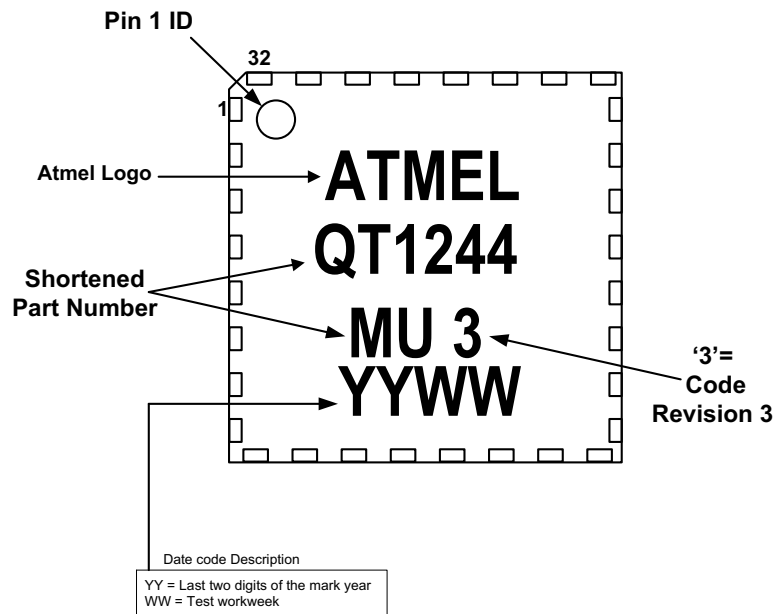 Pin 1 ID
32
1
Atmel Logo
ATMEL
QT1244
Shortened
Part Number
MU 3
‘3’=
Code
Revision 3
YYWW
Date code Description
YY = Last two digits of the mark year
WW = Test workweek